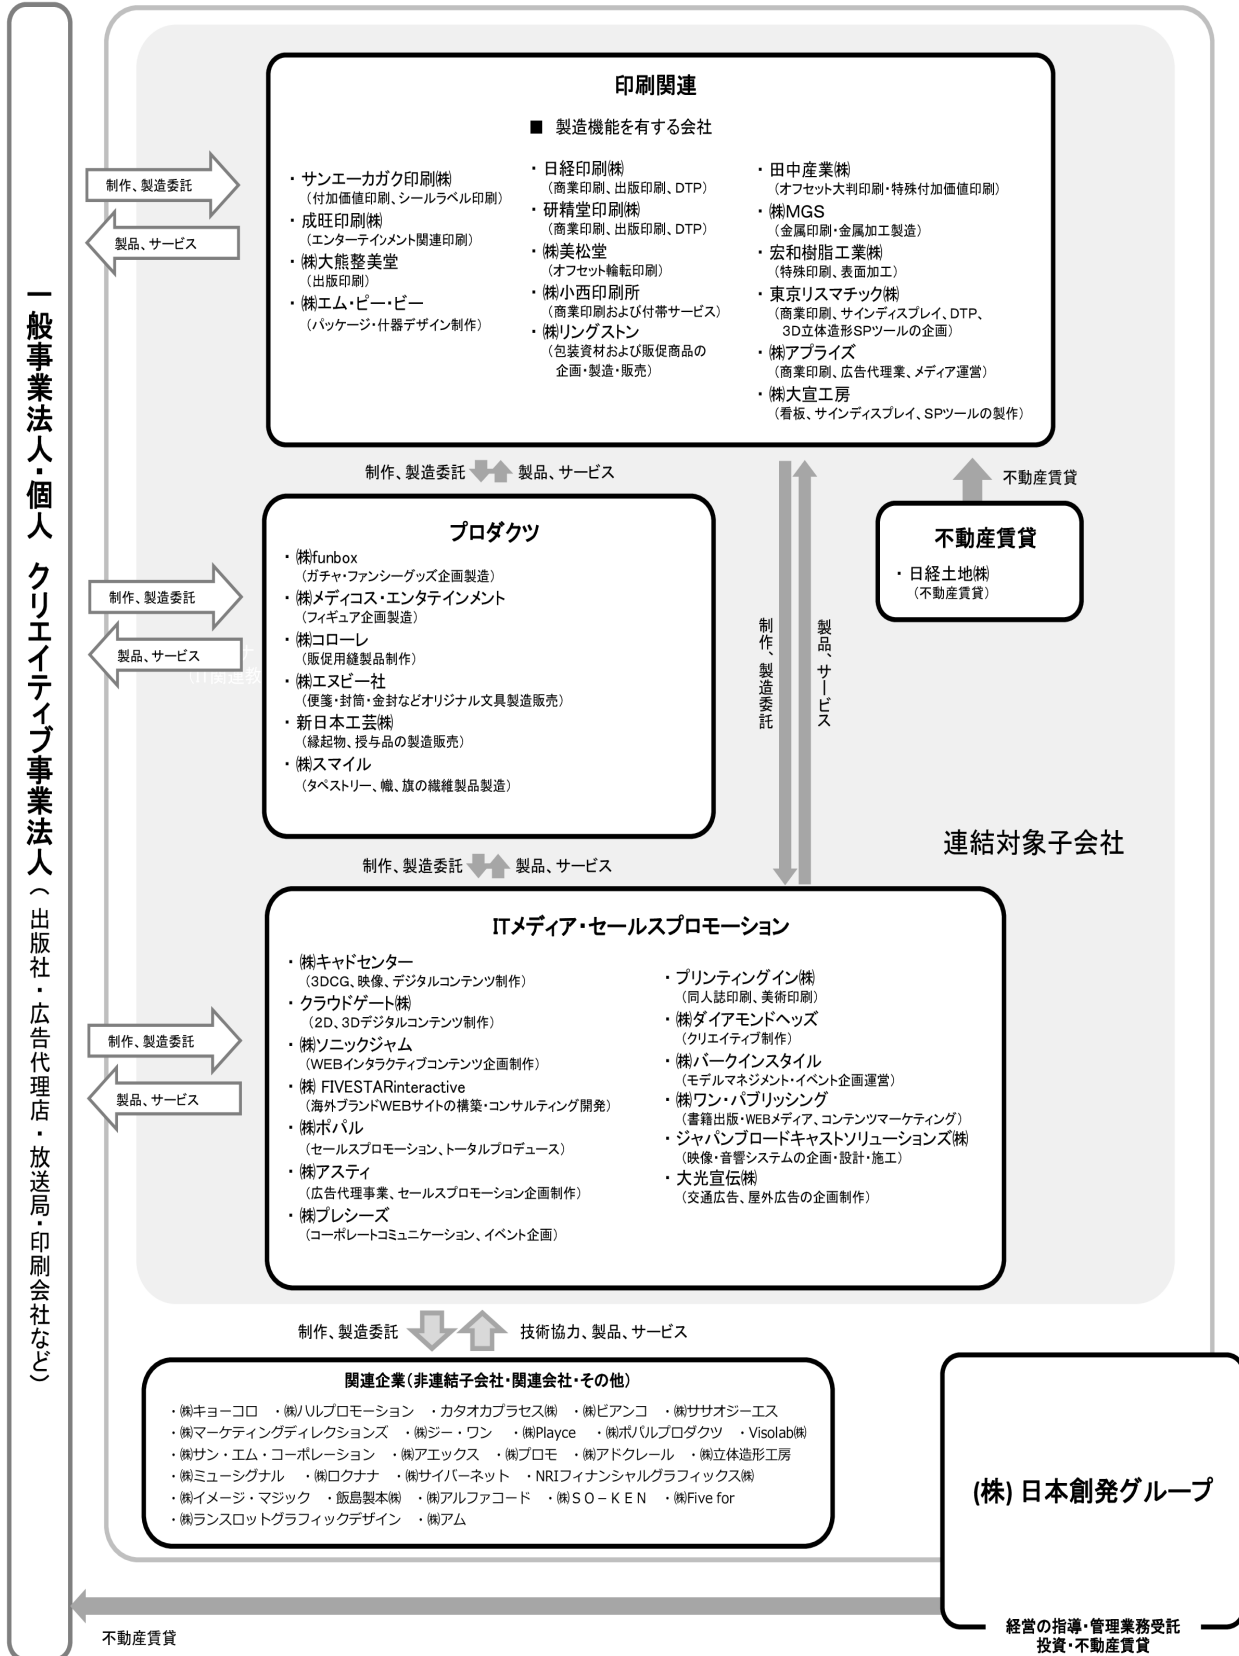 一般事業法人・個人 クリエイティブ事業法人（出版社・広告代理店・放送局・印刷会社など）
印刷関連
■ 製造機能を有する会社
制作、製造委託
製品、サービス
・サンエーカガク印刷㈱
（付加価値印刷、シールラベル印刷）
・成旺印刷㈱
（エンターテインメント関連印刷）
・㈱大熊整美堂
（出版印刷）
・㈱エム・ピー・ビー
（パッケージ・什器デザイン制作）
・日経印刷㈱
（商業印刷、出版印刷、DTP）
・研精堂印刷㈱
（商業印刷、出版印刷、DTP）
・㈱美松堂
（オフセット輪転印刷）
・㈱小西印刷所
（商業印刷および付帯サービス）
・㈱リングストン
（包装資材および販促商品の
企画・製造・販売）
・田中産業㈱
（オフセット大判印刷・特殊付加価値印刷）
・㈱MGS
（金属印刷・金属加工製造）
・宏和樹脂工業㈱
（特殊印刷、表面加工）
・東京リスマチック㈱
（商業印刷、サインディスプレイ、DTP、
3D立体造形SPツールの企画）
・㈱アプライズ
（商業印刷、広告代理業、メディア運営）
・㈱大宣工房
（看板、サインディスプレイ、SPツールの製作）
制作、製造委託 製品、サービス
不動産賃貸
プロダクツ
制作、製造委託
製品、サービス
・㈱funbox
（ガチャ・ファンシーグッズ企画製造）
・㈱メディコス・エンタテインメント
（フィギュア企画製造）
・㈱コローレ
（販促用縫製品制作）
・㈱エヌビー社
（便箋・封筒・金封などオリジナル文具製造販売）
・新日本工芸㈱
（縁起物、授与品の製造販売）
・㈱スマイル
（タペストリー、幟、旗の繊維製品製造）
ナ
（IT関連教
制作、製造委託
製品、サービス
不動産賃貸
・日経土地㈱
（不動産賃貸）
連結対象子会社
制作、製造委託 製品、サービス
ITメディア・セールスプロモーション
制作、製造委託
製品、サービス
・㈱キャドセンター
（3DCG、映像、デジタルコンテンツ制作）
・クラウドゲート㈱
（2D、3Dデジタルコンテンツ制作）
・㈱ソニックジャム
（WEBインタラクティブコンテンツ企画制作）
・㈱ FIVESTARinteractive
（海外ブランドWEBサイトの構築・コンサルティング開発）
・㈱ポパル
（セールスプロモーション、トータルプロデュース）
・㈱アスティ
（広告代理事業、セールスプロモーション企画制作）
・㈱プレシーズ
（コーポレートコミュニケーション、イベント企画）
・プリンティングイン㈱
（同人誌印刷、美術印刷）
・㈱ダイアモンドヘッズ
（クリエイティブ制作）
・㈱バークインスタイル
（モデルマネジメント・イベント企画運営）
・㈱ワン・パブリッシング
（書籍出版・WEBメディア、コンテンツマーケティング）
・ジャパンブロードキャストソリューションズ㈱
（映像・音響システムの企画・設計・施工）
・大光宣伝㈱
（交通広告、屋外広告の企画制作）
制作、製造委託 技術協力、製品、サービス
関連企業（非連結子会社・関連会社・その他）
・㈱キョーコロ ・㈱ハルプロモーション ・カタオカプラセス㈱ ・㈱ビアンコ ・㈱ササオジーエス
・㈱マーケティングディレクションズ ・㈱ジー・ワン ・㈱Playce ・㈱ポパルプロダクツ ・Visolab㈱
・㈱サン・エム・コーポレーション ・㈱アエックス ・㈱プロモ ・㈱アドクレール ・㈱立体造形工房
・㈱ミューシグナル ・㈱ロクナナ ・㈱サイバーネット ・NRIフィナンシャルグラフィックス㈱
・㈱イメージ・マジック ・飯島製本㈱ ・㈱アルファコード ・㈱ＳＯ－ＫＥＮ ・㈱Five for
・㈱ランスロットグラフィックデザイン ・㈱アム
(株) 日本創発グループ
経営の指導・管理業務受託
投資・不動産賃貸
不動産賃貸